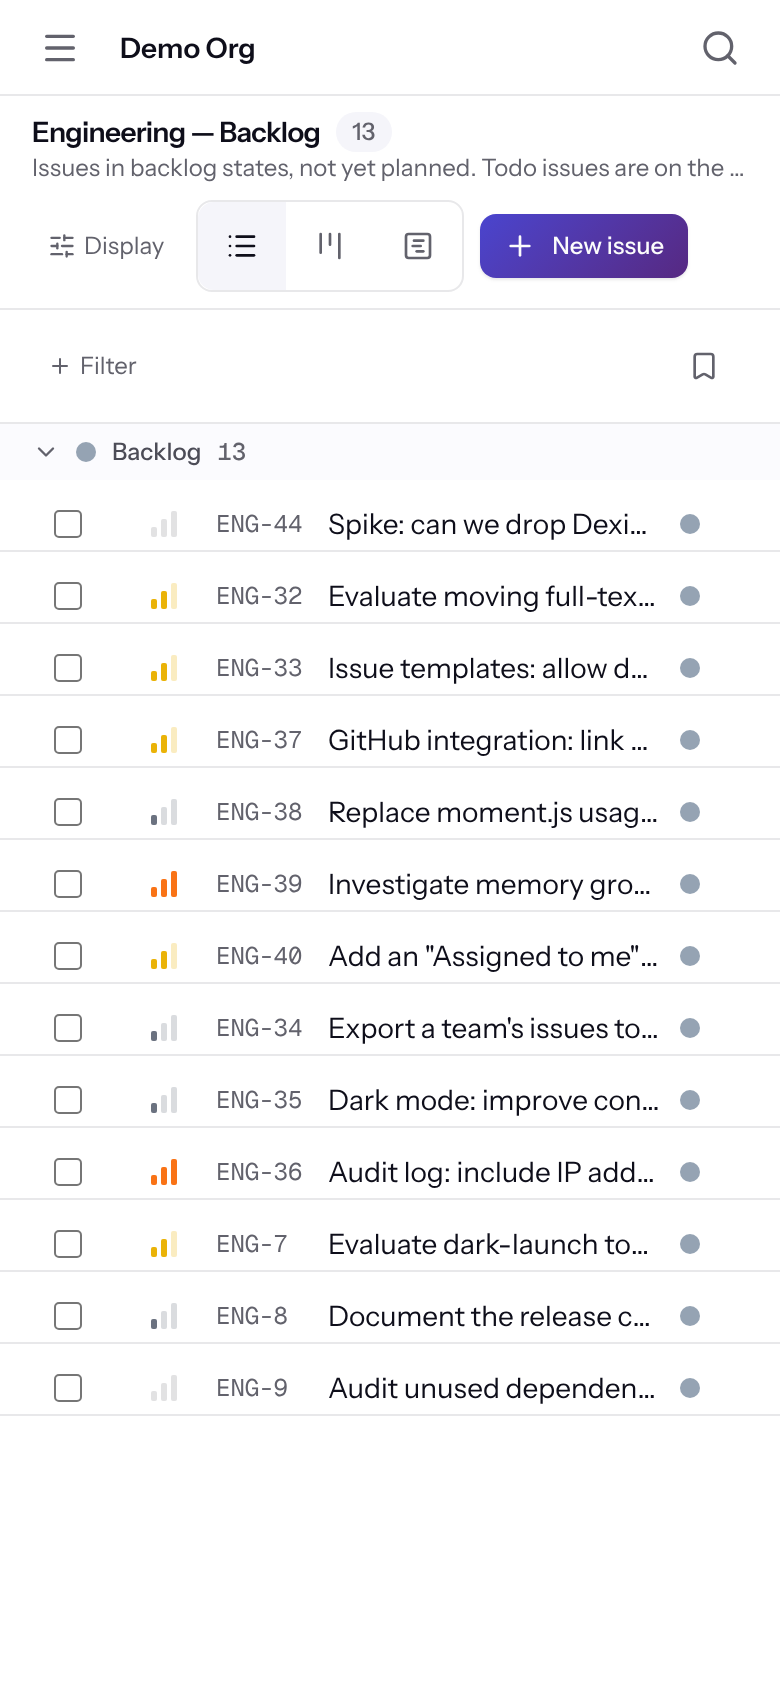 Demo Org
Engineering — Backlog 13
Issues in backlog states, not yet planned. Todo issues are on the ...
Display
New issue
Filter
Backlog 13
ENG-44 Spike: can we drop Dexi...
ENG-32 Evaluate moving full-tex...
ENG-33 Issue templates: allow d...
ENG-37 GitHub integration: link ...
ENG-38 Replace moment.js usag...
ENG-39 Investigate memory gro...
ENG-40 Add an "Assigned to me"...
ENG-34 Export a team's issues to...
ENG-35 Dark mode: improve con...
ENG-36 Audit log: include IP add...
ENG-7 Evaluate dark-launch to...
ENG-8 Document the release c...
ENG-9 Audit unused dependen...